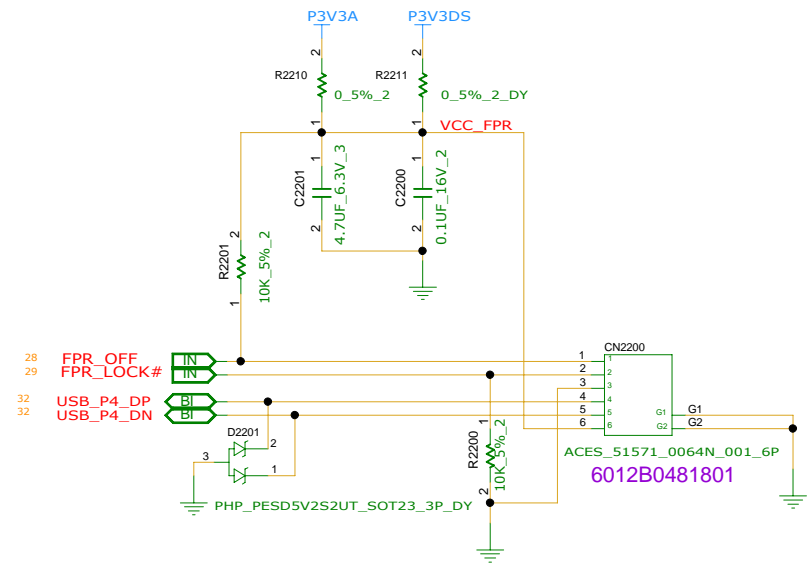 P3V3A
P3V3DS
2
2
R2210
R2211
0_5%_2
0_5%_2_DY
1
1
VCC_FPR
1
1
C2201
4.7UF_6.3V_3
C2200
0.1UF_16V_2
2
2
2
R2201
10K_5%_2
1
28 FPR_OFF IN
29 FPR_LOCK# IN
32 USB_P4_DP BI
32 USB_P4_DN BI
CN2200
1 1
2 2
3 3
4 4
5 5
6 6
G1 G1
G2 G2
D2201
2
3
1
1
R2200
10K_5%_2
2
ACES_51571_0064N_001_6P
6012B0481801
PHP_PESD5V2S2UT_SOT23_3P_DY